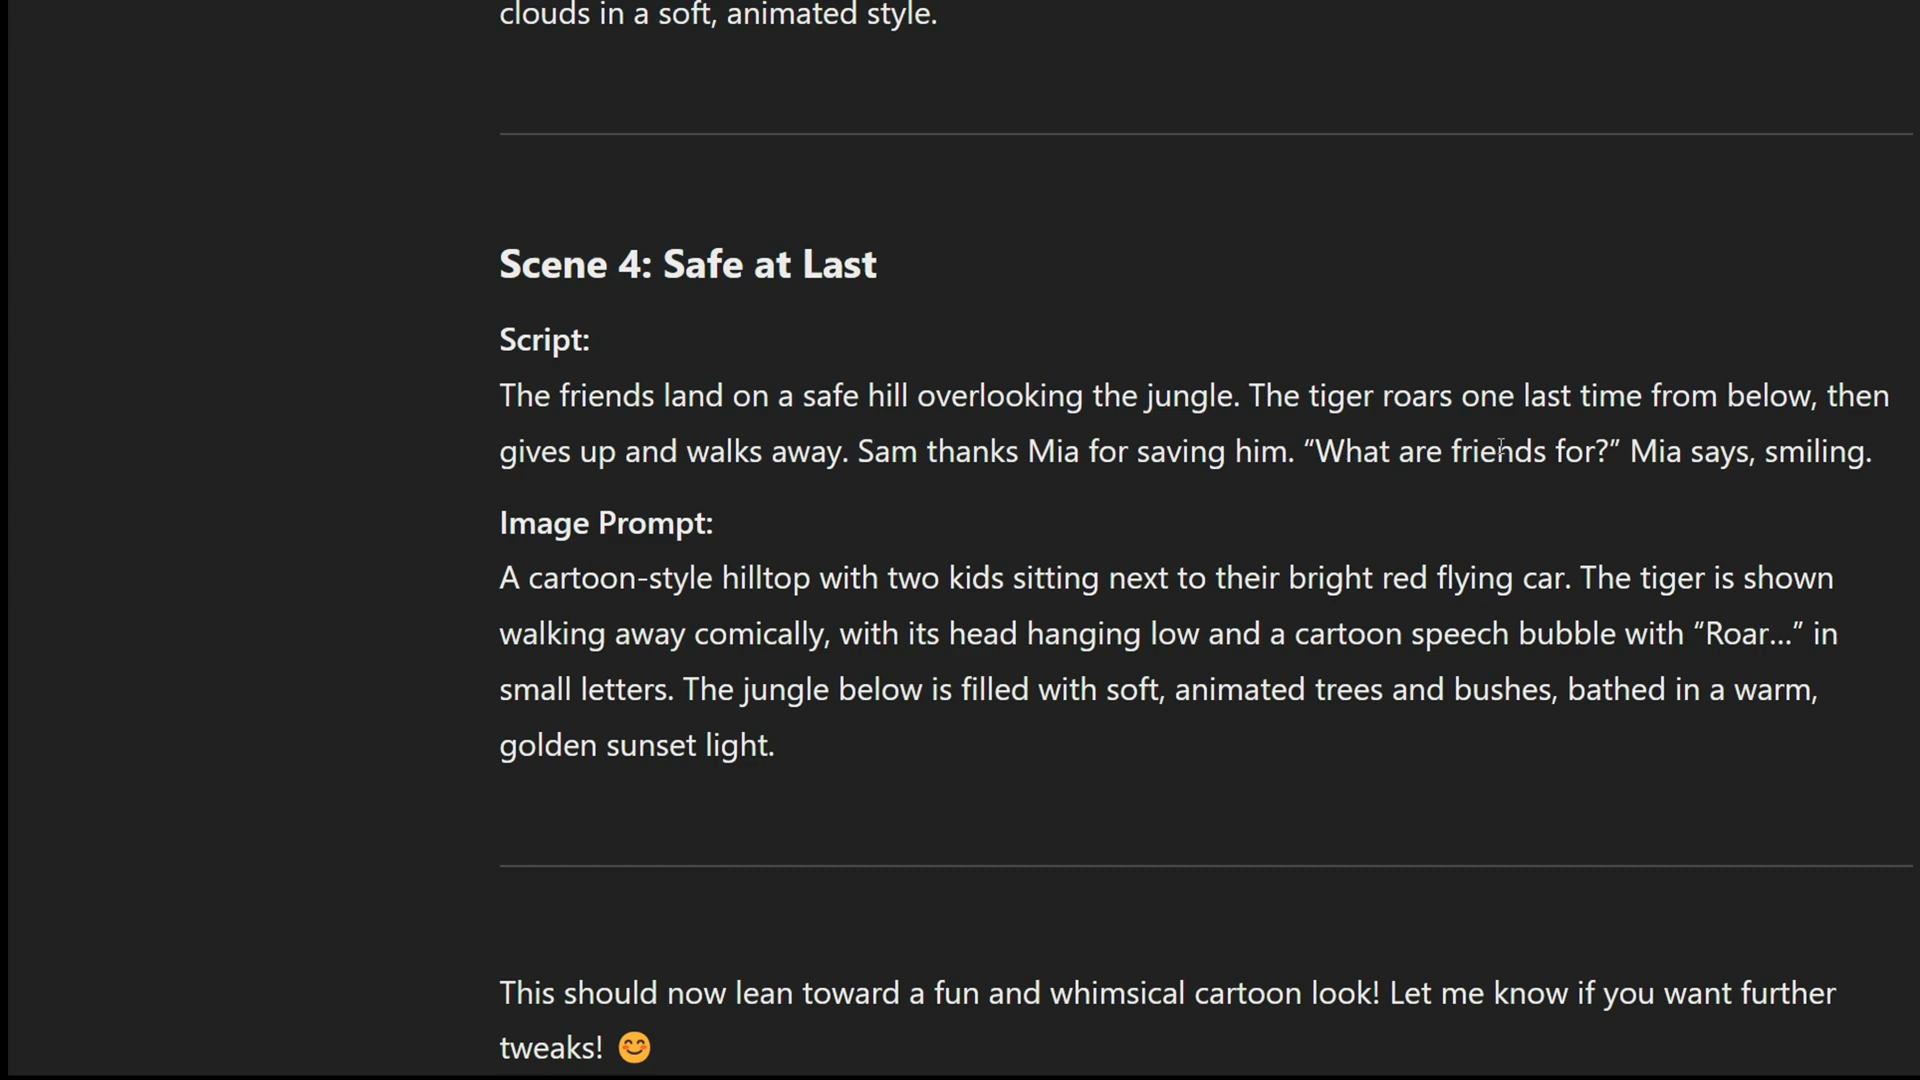 clouds in a soft, animated style.
Scene 4: Safe at Last
Script:
The friends land on a safe hill overlooking the jungle. The tiger roars one last time from below, then
gives up and walks away. Sam thanks Mia for saving him. “What are friends for?” Mia says, smiling.
Image Prompt:
A cartoon-style hilltop with two kids sitting next to their bright red flying car. The tiger is shown
walking away comically, with its head hanging low and a cartoon speech bubble with “Roar...” in
small letters. The jungle below is filled with soft, animated trees and bushes, bathed in a warm,
golden sunset light.
This should now lean toward a fun and whimsical cartoon look! Let me know if you want further
tweaks! 😊